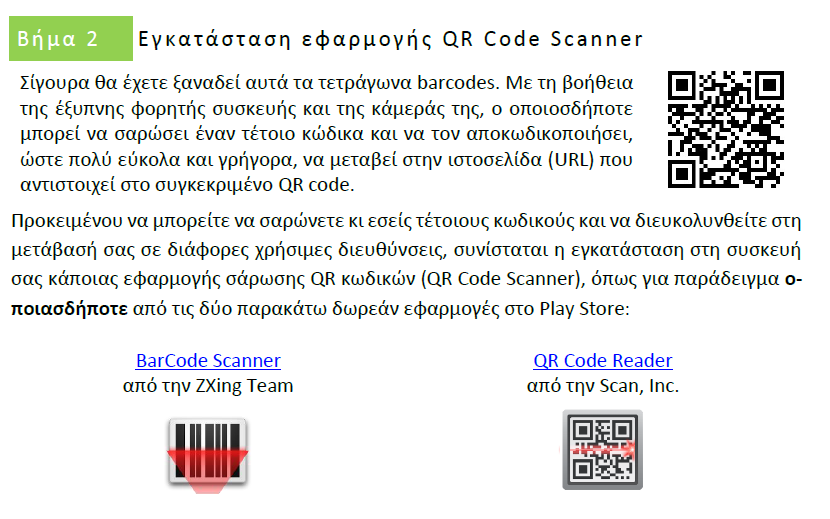 Βήμα 2 Εγκατάσταση εφαρμογής QR Code Scanner
Σίγουρα θα έχετε ξαναδεί αυτά τα τετράγωνα barcodes. Με τη βοήθεια
της έξυπνης φορητής συσκευής και της κάμεράς της, ο οποιοσδήποτε
μπορεί να σαρώσει έναν τέτοιο κώδικα και να τον αποκωδικοποιήσει,
ώστε πολύ εύκολα και γρήγορα, να μεταβεί στην ιστοσελίδα (URL) που
αντιστοιχεί στο συγκεκριμένο QR code.
Προκειμένου να μπορείτε να σαρώνετε κι εσείς τέτοιους κωδικούς και να διευκολυνθείτε στη
μετάβασή σας σε διάφορες χρήσιμες διευθύνσεις, συνίσταται η εγκατάσταση στη συσκευή
σας κάποιας εφαρμογής σάρωσης QR κωδικών (QR Code Scanner), όπως για παράδειγμα ο-
ποιασδήποτε από τις δύο παρακάτω δωρεάν εφαρμογές στο Play Store:
BarCode Scanner
από την ZXing Team
QR Code Reader
από την Scan, Inc.